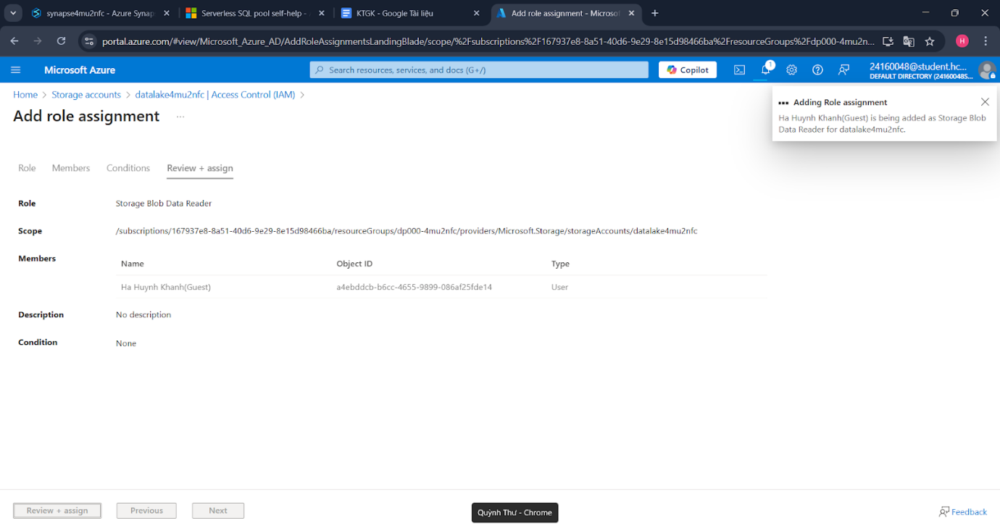 synapse4mu2nfc - Azure Synaps
Serverless SQL pool self-help -
KTGK - Google Tài liệu
Add role assignment - Microsof
portal.azure.com/#view/Microsoft_Azure_AD/AddRoleAssignmentsLandingBlade/scope/%2Fsubscriptions%2F167937e8-8a51-40d6-9e29-8e15d98466ba%2FresourceGroups%2Fdp000-4mu2n...
H
Microsoft Azure
Search resources, services, and docs (G+/)
Copilot
1
24160048@student.hc...
DEFAULT DIRECTORY (24160048S...
Home > Storage accounts > datalake4mu2nfc | Access Control (IAM) >
Add role assignment ...
Adding Role assignment
Ha Huynh Khanh(Guest) is being added as Storage Blob
Data Reader for datalake4mu2nfc.
Role Members Conditions Review + assign
Role Storage Blob Data Reader
Scope /subscriptions/167937e8-8a51-40d6-9e29-8e15d98466ba/resourceGroups/dp000-4mu2nfc/providers/Microsoft.Storage/storageAccounts/datalake4mu2nfc
Members
Name Object ID Type
Ha Huynh Khanh(Guest) a4ebddcb-b6cc-4655-9899-086af25fde14 User
Description No description
Condition None
Review + assign Previous Next
Quỳnh Thư - Chrome
Feedback